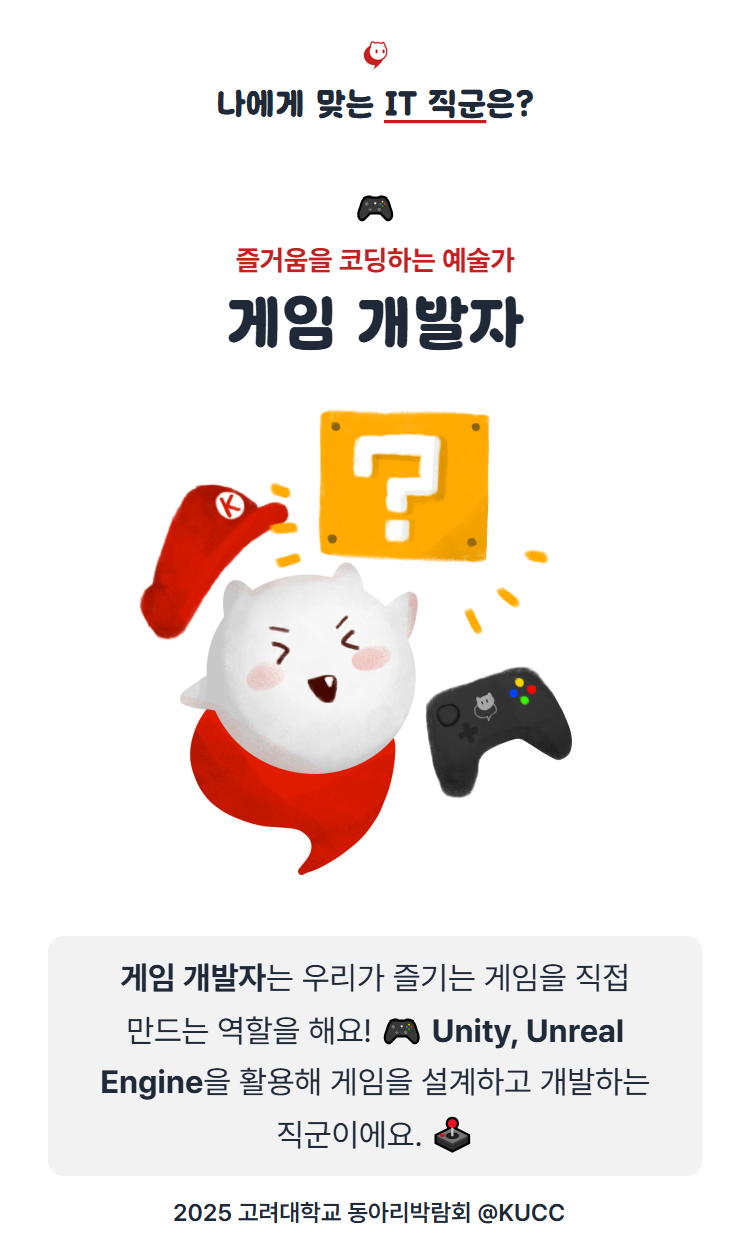 나에게 맞는 IT 직군은?
즐거움을 코딩하는 예술가
게임 개발자
?
K
게임 개발자는 우리가 즐기는 게임을 직접
만드는 역할을 해요! 🎮 Unity, Unreal
Engine을 활용해 게임을 설계하고 개발하는
직군이에요. 🕹️
2025 고려대학교 동아리박람회 @KUCC